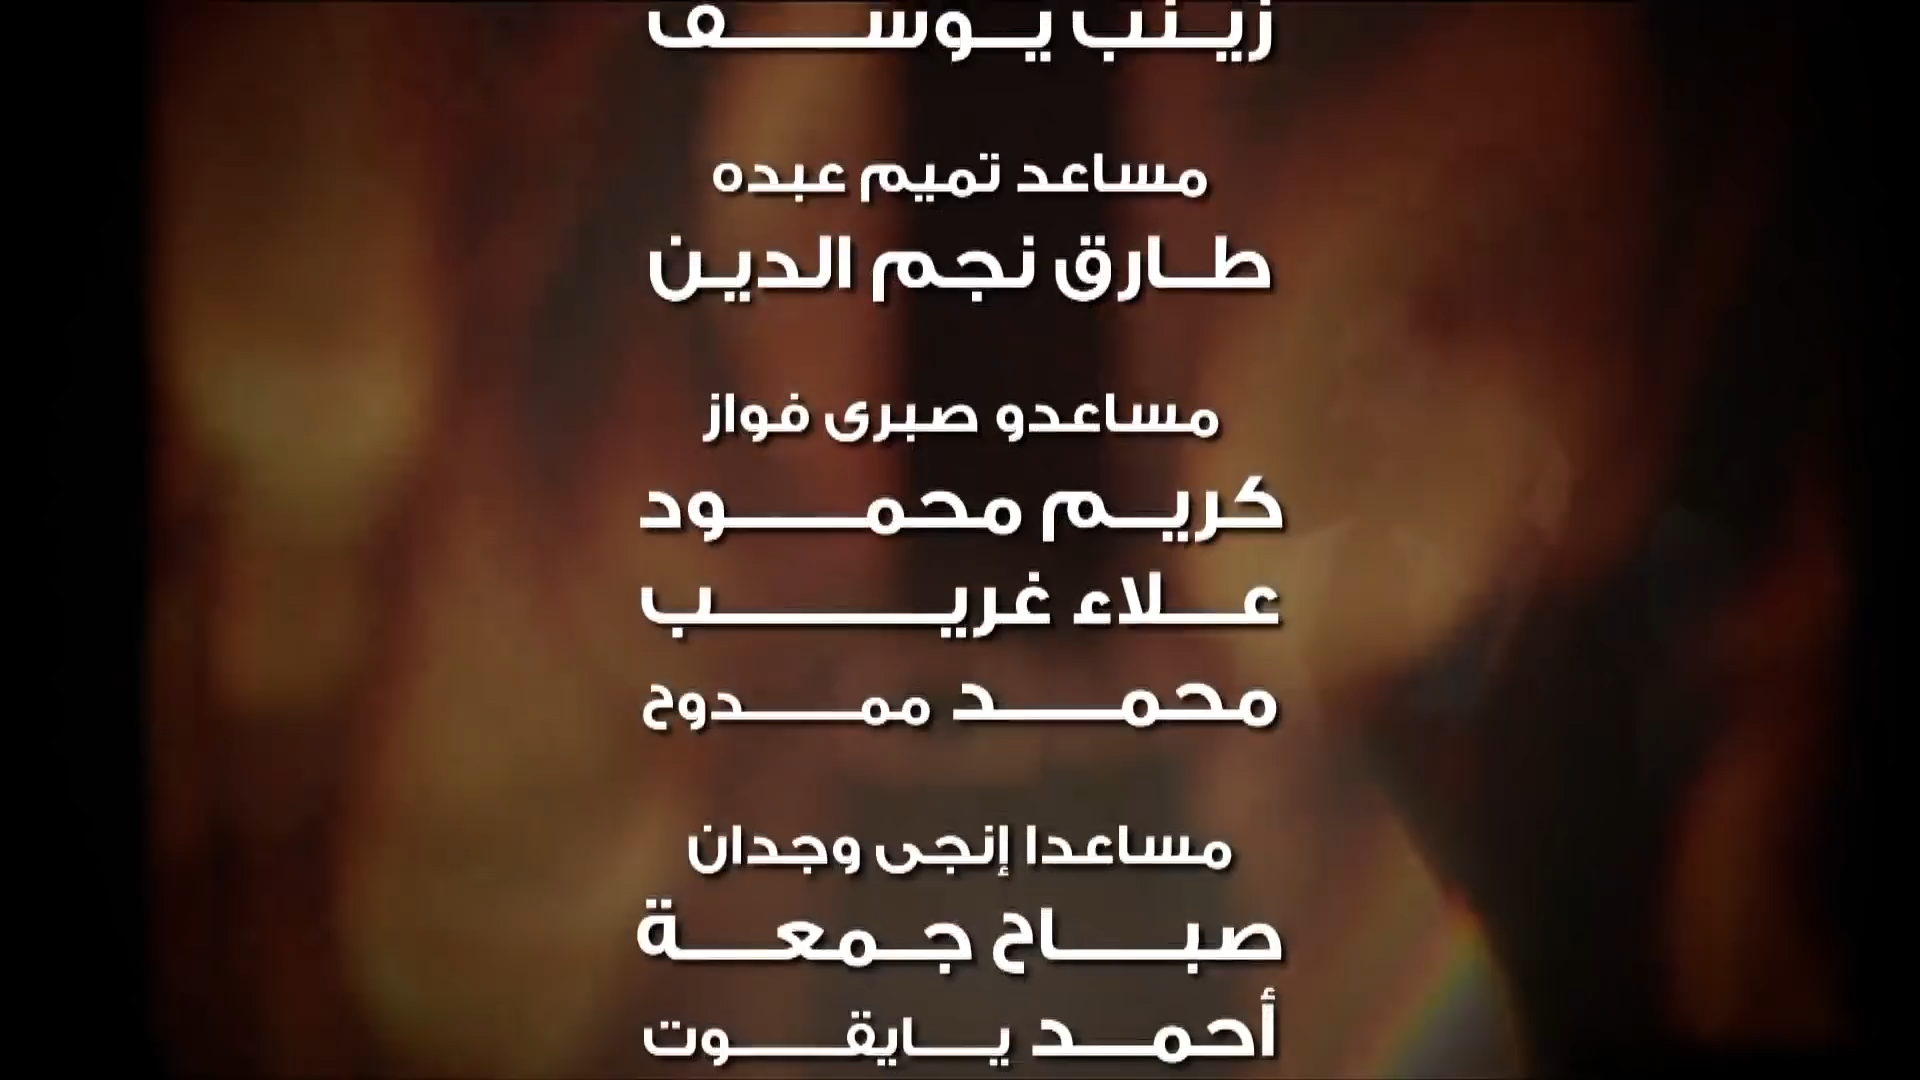 زينب يوسف
مساعد تميم عبده
طارق نجم الدين
مساعدو صبرى فواز
كريم محمود
علاء غريب
محمد ممدوح
مساعدا إنجى وجدان
صباح جمعة
أحمد يايقوت